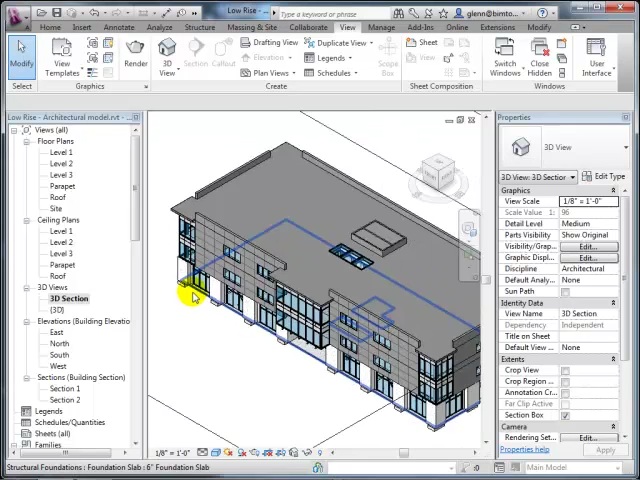 Low Rise - Arch...
Type a keyword or phrase
glenn@bimto...
Home
Insert
Annotate
Analyze
Structure
Massing & Site
Collaborate
View
Manage
Add-Ins
Online
Extensions
Modify
Modify
View
Templates
Render
3D
View
Section
Callout
Drafting View
Elevation
Plan Views
Duplicate View
Legends
Schedules
Scope
Box
Sheet
View
Switch
Windows
Close
Hidden
User
Interface
Select
Graphics
Create
Sheet Composition
Windows
Low Rise - Architectural model.rvt - ...
Views (all)
Floor Plans
Level 1
Level 2
Level 3
Parapet
Roof
Site
Ceiling Plans
Level 1
Level 2
Level 3
Parapet
Roof
3D Views
3D Section
{3D}
Elevations (Building Elevatio
East
North
South
West
Sections (Building Section)
Section 1
Section 2
Legends
Schedules/Quantities
Sheets (all)
Families
1/8" = 1'-0"
Properties
3D View
3D View: 3D Section
Edit Type
Graphics
View Scale 1/8" = 1'-0"
Scale Value 1: 96
Detail Level Medium
Parts Visibility Show Original
Visibility/Grap... Edit...
Graphic Displ... Edit...
Discipline Architectural
Default Analy... None
Sun Path
Identity Data
View Name 3D Section
Dependency Independent
Title on Sheet
Default View ... None
Extents
Crop View
Crop Region ...
Annotation Cr...
Far Clip Active
Section Box
Camera
Rendering Set... Edit...
Properties help
Apply
Structural Foundations : Foundation Slab : 6" Foundation Slab
:0
Main Model